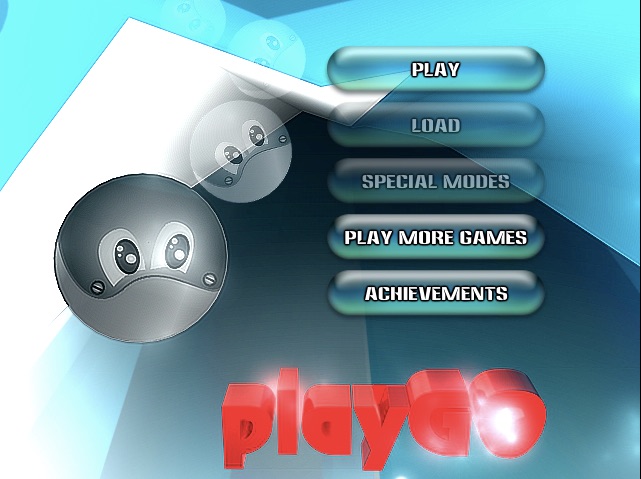 PLAY
LOAD
SPECIAL MODES
PLAY MORE GAMES
ACHIEVEMENTS
playGO